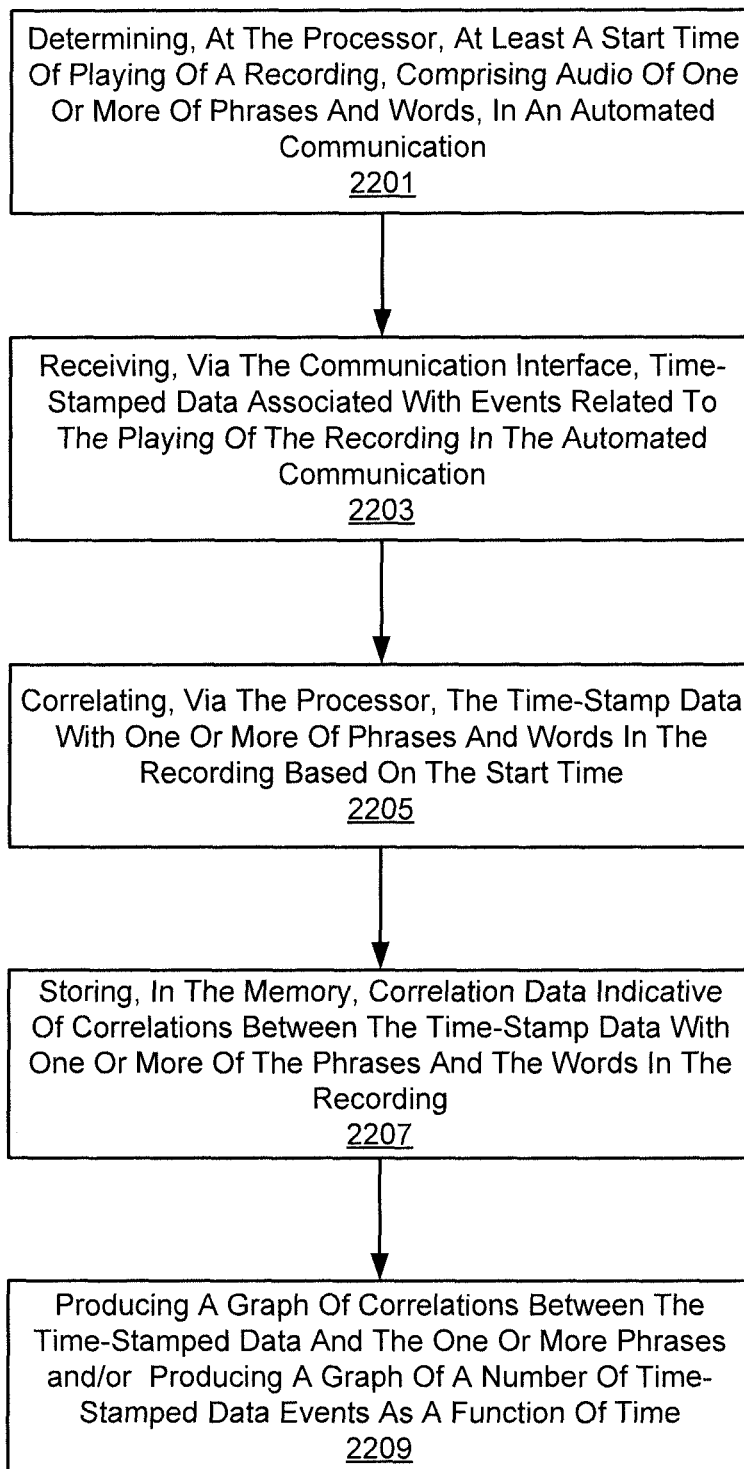 Determining, At The Processor, At Least A Start Time
Of Playing Of A Recording, Comprising Audio Of One
Or More Of Phrases And Words, In An Automated
Communication
2201
Receiving, Via The Communication Interface, Time-
Stamped Data Associated With Events Related To
The Playing Of The Recording In The Automated
Communication
2203
Correlating, Via The Processor, The Time-Stamp Data
With One Or More Of Phrases And Words In The
Recording Based On The Start Time
2205
Storing, In The Memory, Correlation Data Indicative
Of Correlations Between The Time-Stamp Data With
One Or More Of The Phrases And The Words In The
Recording
2207
Producing A Graph Of Correlations Between The
Time-Stamped Data And The One Or More Phrases
and/or Producing A Graph Of A Number Of Time-
Stamped Data Events As A Function Of Time
2209